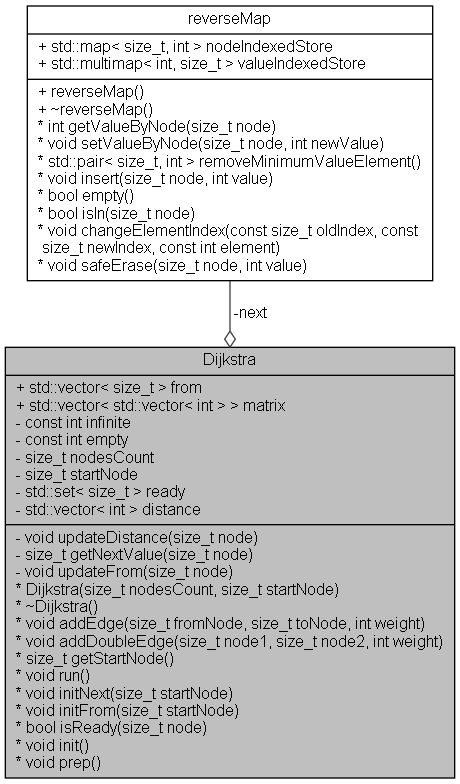 reverseMap
+ std::map< size_t, int > nodeIndexedStore
+ std::multimap< int, size_t > valueIndexedStore
+ reverseMap()
+ ~reverseMap()
* int getValueByNode(size_t node)
* void setValueByNode(size_t node, int newValue)
* std::pair< size_t, int > removeMinimumValueElement()
* void insert(size_t node, int value)
* bool empty()
* bool isIn(size_t node)
* void changeElementIndex(const size_t oldIndex, const
size_t newIndex, const int element)
* void safeErase(size_t node, int value)
-next
Dijkstra
+ std::vector< size_t > from
+ std::vector< std::vector< int > > matrix
- const int infinite
- const int empty
- size_t nodesCount
- size_t startNode
- std::set< size_t > ready
- std::vector< int > distance
- void updateDistance(size_t node)
- size_t getNextValue(size_t node)
- void updateFrom(size_t node)
* Dijkstra(size_t nodesCount, size_t startNode)
* ~Dijkstra()
* void addEdge(size_t fromNode, size_t toNode, int weight)
* void addDoubleEdge(size_t node1, size_t node2, int weight)
* size_t getStartNode()
* void run()
* void initNext(size_t startNode)
* void initFrom(size_t startNode)
* bool isReady(size_t node)
* void init()
* void prep()